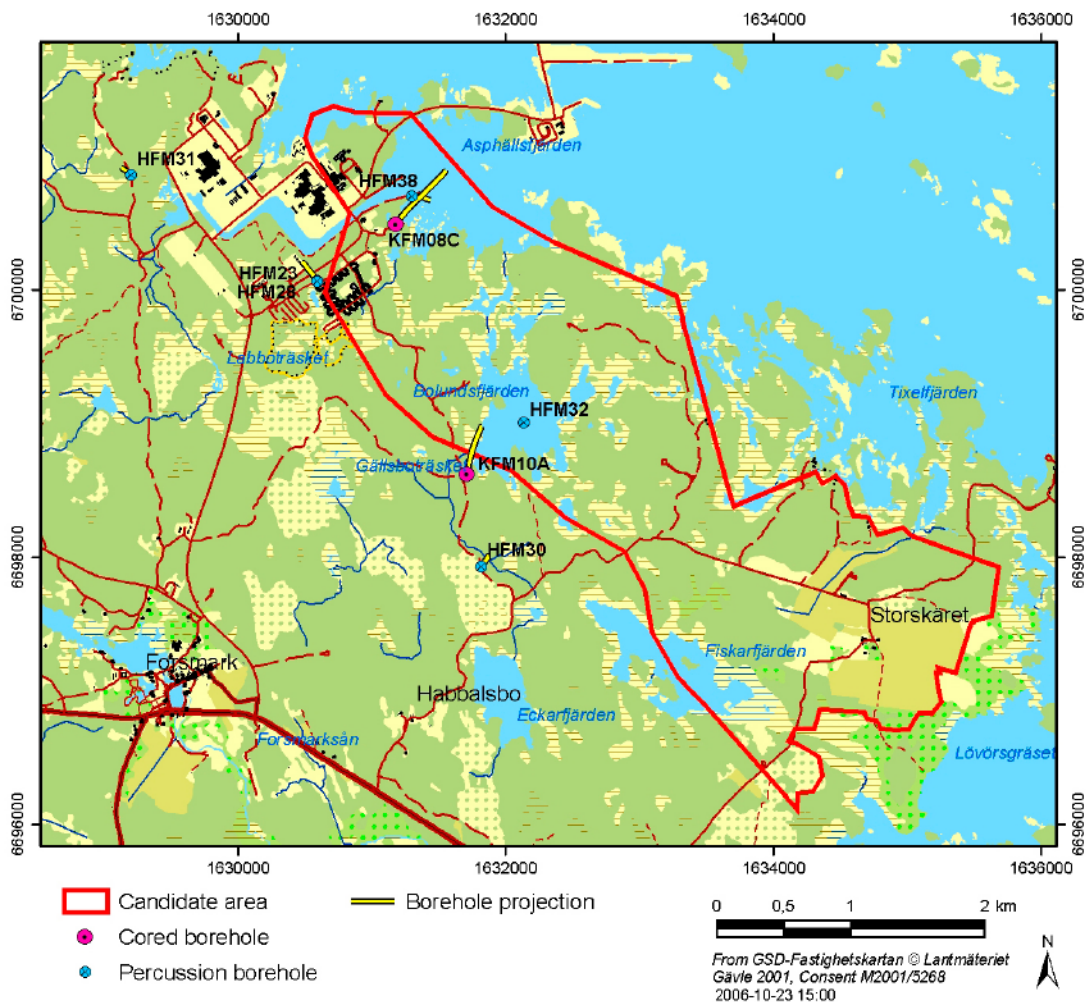 1630000 1632000 1634000 1636000
Asphällsfjärden
HFM31
HFM38
KFM08C
HFM23
HFM28
6700000 6700000
Labboträsket
Bolundsfjärden
Tixelfjärden
HFM32
Gällsboträsket
KFM10A
HFM30
6698000 6698000
Storskäret
Forsmark
Fiskarfjärden
Habbalsbo
Eckarfjärden
Forsmarksån
Lövörsgräset
6696000 6696000
1630000 1632000 1634000 1636000
Candidate area
Borehole projection
Cored borehole
Percussion borehole
0 0,5 1 2 km
From GSD-Fastighetskartan © Lantmäteriet
Gävle 2001, Consent M2001/5268
2006-10-23 15:00
N